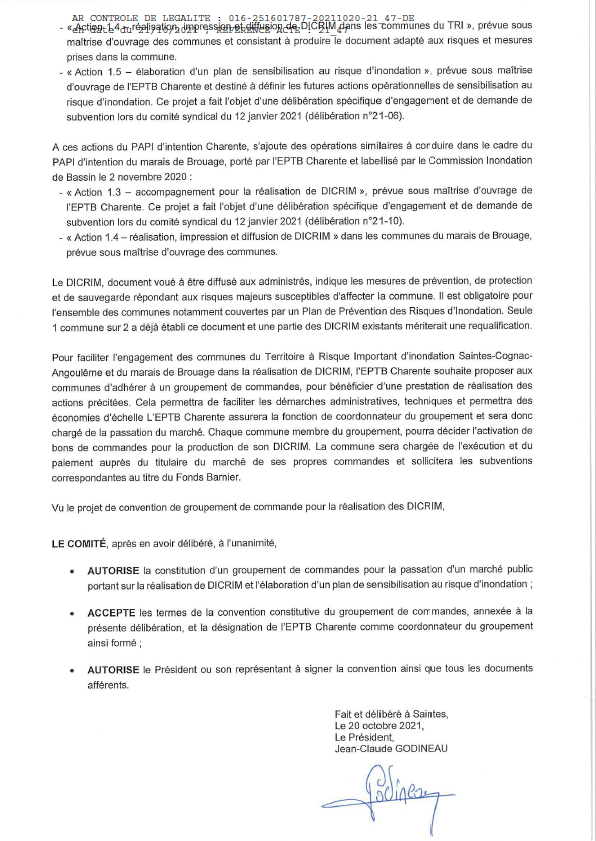 AR CONTROLE DE LEGALITE : 016-251601787-20211020-21_47-DE
en date du 21/10/2021 ; REFERENCE ACTE : 21_47
- « Action 1.4 – réalisation, impression et diffusion de DICRIM dans les communes du TRI », prévue sous
maîtrise d'ouvrage des communes et consistant à produire le document adapté aux risques et mesures
prises dans la commune.
- « Action 1.5 – élaboration d'un plan de sensibilisation au risque d'inondation », prévue sous maîtrise
d'ouvrage de l'EPTB Charente et destiné à définir les futures actions opérationnelles de sensibilisation au
risque d'inondation. Ce projet a fait l'objet d'une délibération spécifique d'engagement et de demande de
subvention lors du comité syndical du 12 janvier 2021 (délibération n°21-06).
A ces actions du PAPI d'intention Charente, s'ajoute des opérations similaires à conduire dans le cadre du
PAPI d'intention du marais de Brouage, porté par l'EPTB Charente et labellisé par le Commission Inondation
de Bassin le 2 novembre 2020 :
- « Action 1.3 – accompagnement pour la réalisation de DICRIM », prévue sous maîtrise d'ouvrage de
l'EPTB Charente. Ce projet a fait l'objet d'une délibération spécifique d'engagement et de demande de
subvention lors du comité syndical du 12 janvier 2021 (délibération n°21-10).
- « Action 1.4 – réalisation, impression et diffusion de DICRIM » dans les communes du marais de Brouage,
prévue sous maîtrise d'ouvrage des communes.
Le DICRIM, document voué à être diffusé aux administrés, indique les mesures de prévention, de protection
et de sauvegarde répondant aux risques majeurs susceptibles d'affecter la commune. Il est obligatoire pour
l'ensemble des communes notamment couvertes par un Plan de Prévention des Risques d'Inondation. Seule
1 commune sur 2 a déjà établi ce document et une partie des DICRIM existants mériterait une requalification.
Pour faciliter l'engagement des communes du Territoire à Risque Important d'inondation Saintes-Cognac-
Angoulême et du marais de Brouage dans la réalisation de DICRIM, l'EPTB Charente souhaite proposer aux
communes d'adhérer à un groupement de commandes, pour bénéficier d'une prestation de réalisation des
actions précitées. Cela permettra de faciliter les démarches administratives, techniques et permettra des
économies d'échelle L'EPTB Charente assurera la fonction de coordonnateur du groupement et sera donc
chargé de la passation du marché. Chaque commune membre du groupement, pourra décider l'activation de
bons de commandes pour la production de son DICRIM. La commune sera chargée de l'exécution et du
paiement auprès du titulaire du marché de ses propres commandes et sollicitera les subventions
correspondantes au titre du Fonds Barnier.
Vu le projet de convention de groupement de commande pour la réalisation des DICRIM,
LE COMITÉ, après en avoir délibéré, à l'unanimité,
• AUTORISE la constitution d'un groupement de commandes pour la passation d'un marché public
portant sur la réalisation de DICRIM et l'élaboration d'un plan de sensibilisation au risque d'inondation ;
• ACCEPTE les termes de la convention constitutive du groupement de commandes, annexée à la
présente délibération, et la désignation de l'EPTB Charente comme coordonnateur du groupement
ainsi formé ;
• AUTORISE le Président ou son représentant à signer la convention ainsi que tous les documents
afférents.
Fait et délibéré à Saintes,
Le 20 octobre 2021,
Le Président,
Jean-Claude GODINEAU
Godineau